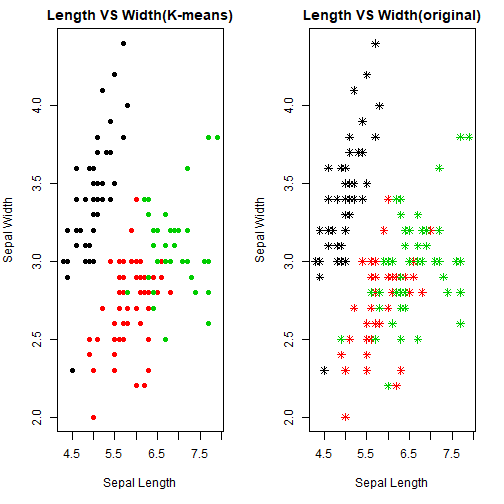 Length VS Width(K-means)
Sepal Width
2.0 2.5 3.0 3.5 4.0
4.5 5.5 6.5 7.5
Sepal Length
Length VS Width(original)
Sepal Width
2.0 2.5 3.0 3.5 4.0
4.5 5.5 6.5 7.5
Sepal Length